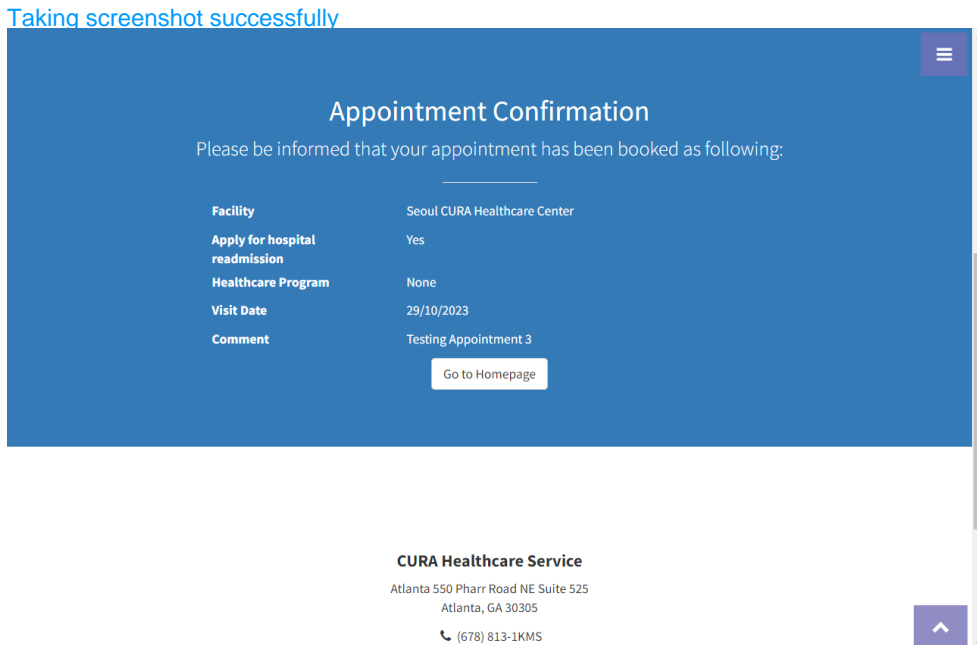 Taking screenshot successfully
Appointment Confirmation
Please be informed that your appointment has been booked as following:
Facility Seoul CURA Healthcare Center
Apply for hospital readmission Yes
Healthcare Program None
Visit Date 29/10/2023
Comment Testing Appointment 3
Go to Homepage
CURA Healthcare Service
Atlanta 550 Pharr Road NE Suite 525
Atlanta, GA 30305
(678) 813-1KMS